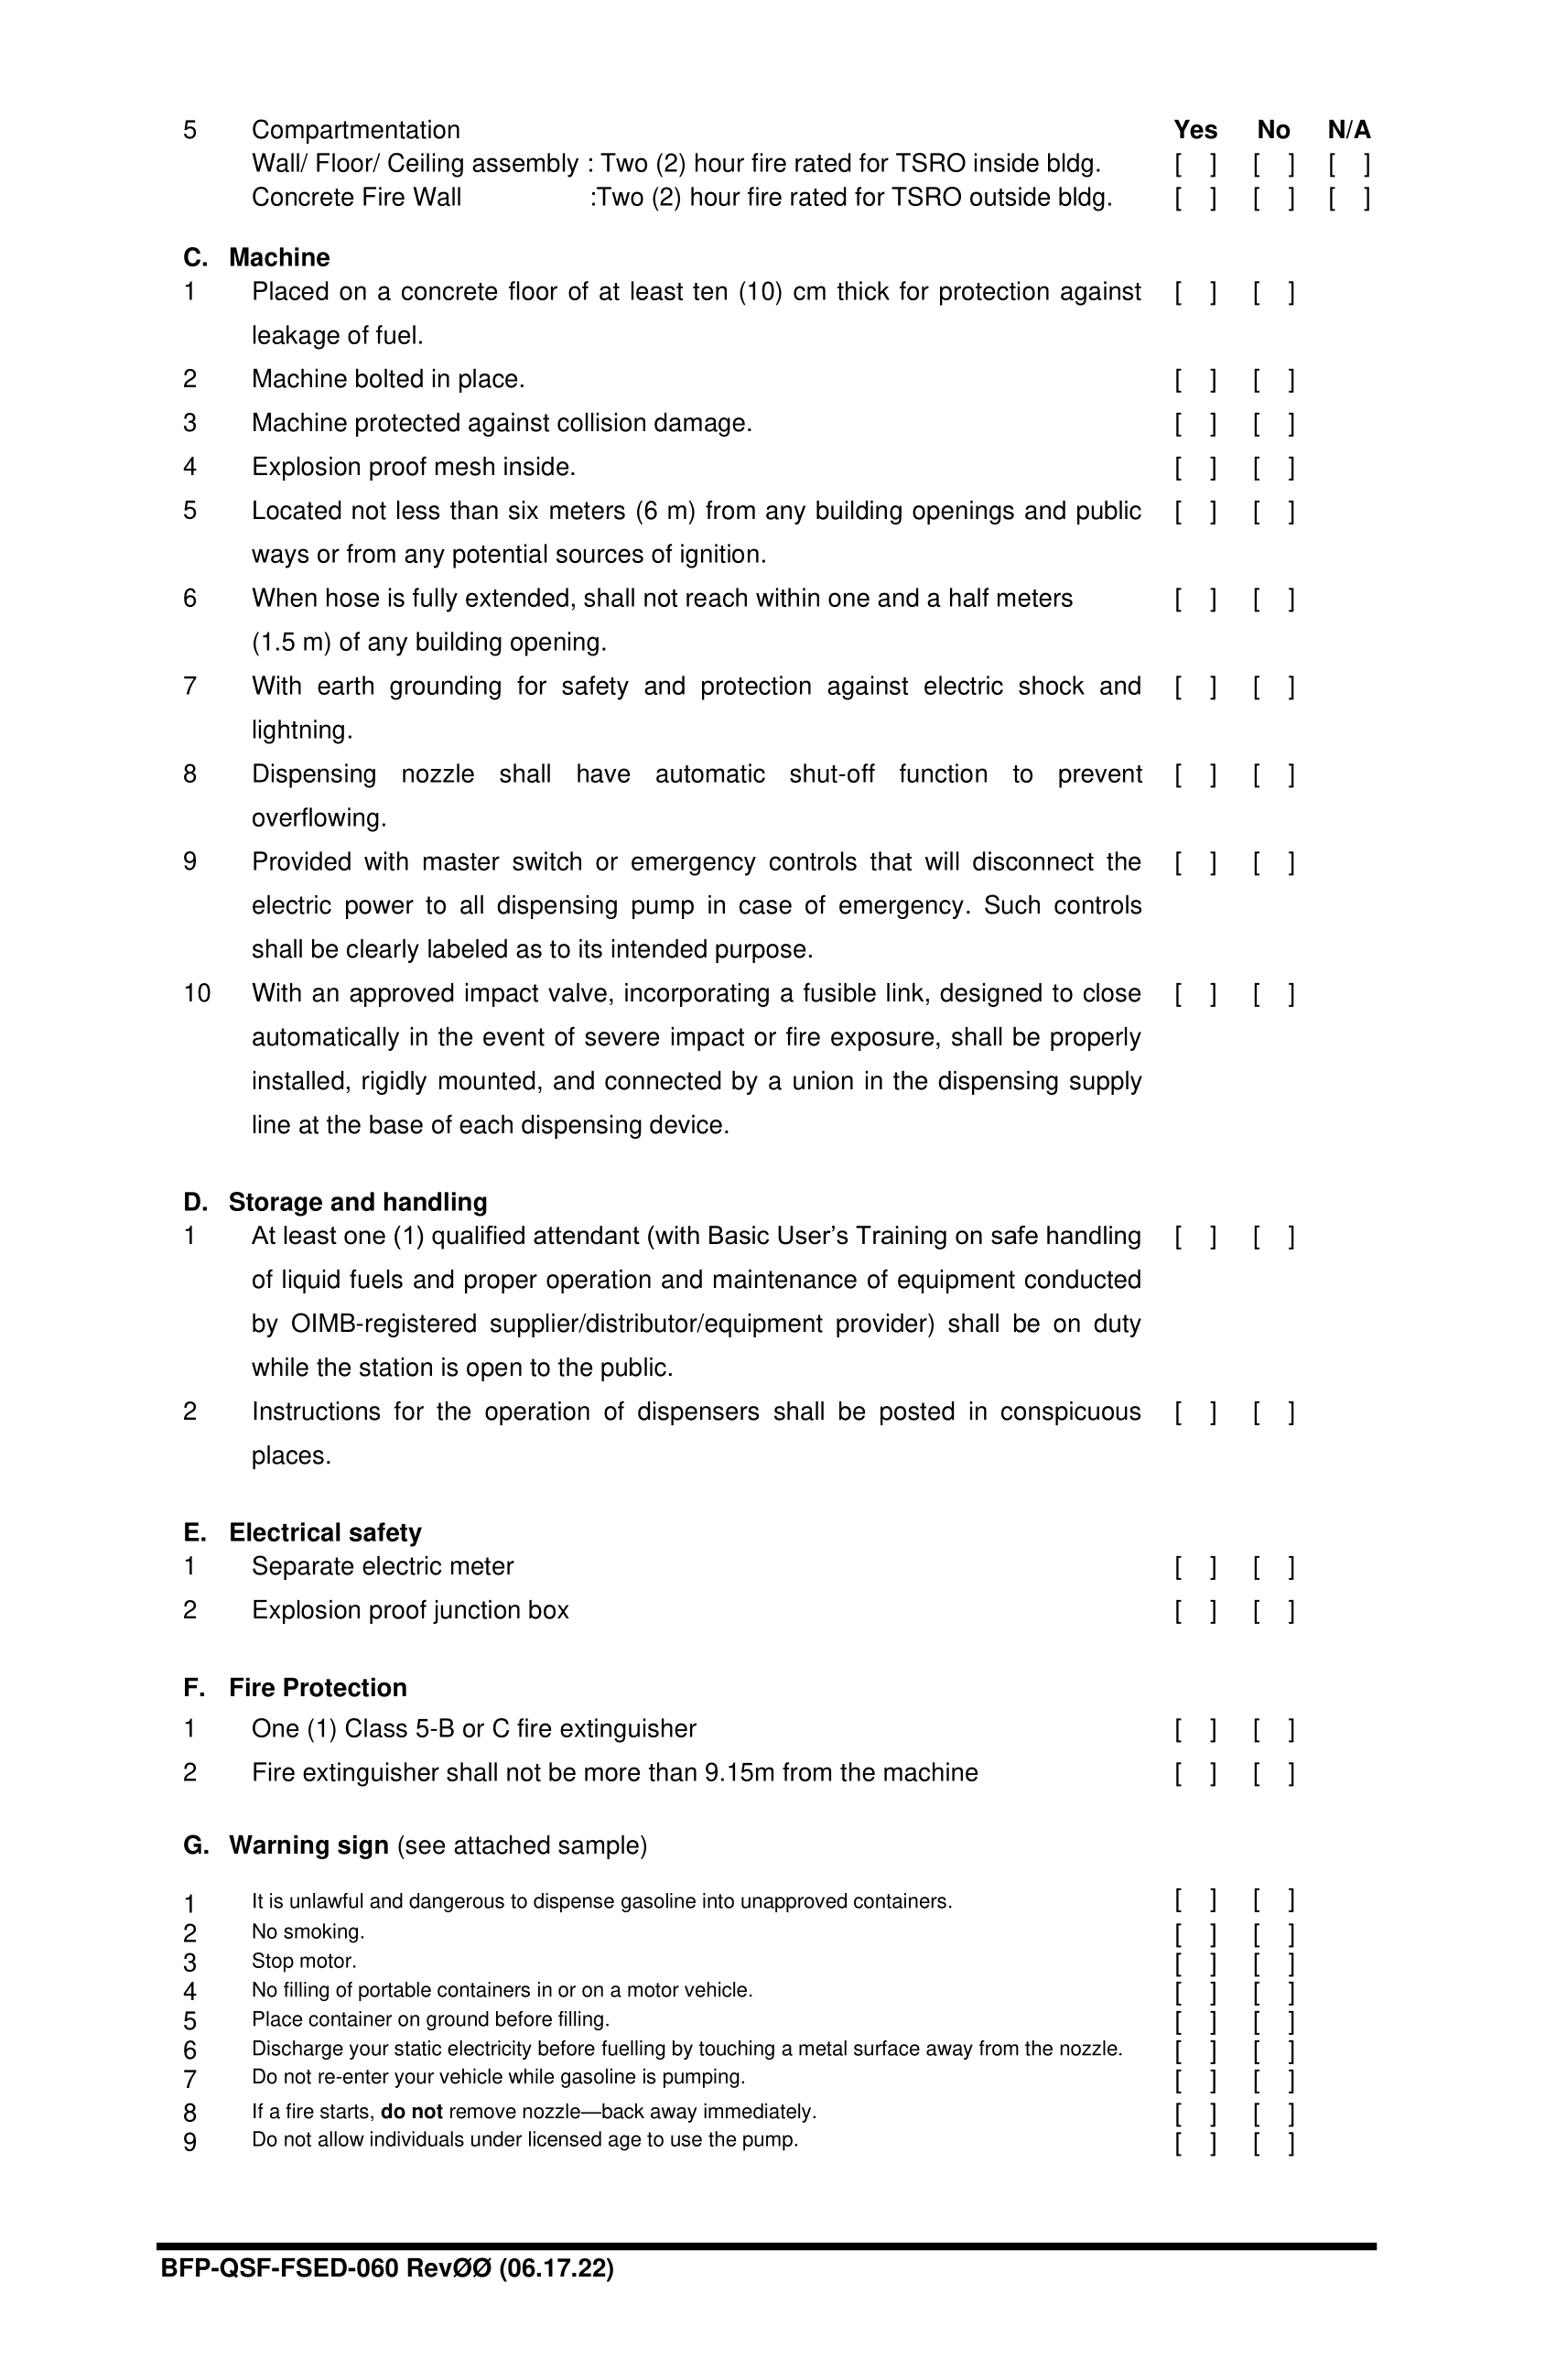 5 Compartmentation Yes No N/A
Wall/ Floor/ Ceiling assembly : Two (2) hour fire rated for TSRO inside bldg. [ ] [ ] [ ]
Concrete Fire Wall :Two (2) hour fire rated for TSRO outside bldg. [ ] [ ] [ ]
C. Machine
1 Placed on a concrete floor of at least ten (10) cm thick for protection against [ ] [ ]
leakage of fuel.
2 Machine bolted in place. [ ] [ ]
3 Machine protected against collision damage. [ ] [ ]
4 Explosion proof mesh inside. [ ] [ ]
5 Located not less than six meters (6 m) from any building openings and public [ ] [ ]
ways or from any potential sources of ignition.
6 When hose is fully extended, shall not reach within one and a half meters [ ] [ ]
(1.5 m) of any building opening.
7 With earth grounding for safety and protection against electric shock and [ ] [ ]
lightning.
8 Dispensing nozzle shall have automatic shut-off function to prevent [ ] [ ]
overflowing.
9 Provided with master switch or emergency controls that will disconnect the [ ] [ ]
electric power to all dispensing pump in case of emergency. Such controls
shall be clearly labeled as to its intended purpose.
10 With an approved impact valve, incorporating a fusible link, designed to close [ ] [ ]
automatically in the event of severe impact or fire exposure, shall be properly
installed, rigidly mounted, and connected by a union in the dispensing supply
line at the base of each dispensing device.
D. Storage and handling
1 At least one (1) qualified attendant (with Basic User’s Training on safe handling [ ] [ ]
of liquid fuels and proper operation and maintenance of equipment conducted
by OIMB-registered supplier/distributor/equipment provider) shall be on duty
while the station is open to the public.
2 Instructions for the operation of dispensers shall be posted in conspicuous [ ] [ ]
places.
E. Electrical safety
1 Separate electric meter [ ] [ ]
2 Explosion proof junction box [ ] [ ]
F. Fire Protection
1 One (1) Class 5-B or C fire extinguisher [ ] [ ]
2 Fire extinguisher shall not be more than 9.15m from the machine [ ] [ ]
G. Warning sign (see attached sample)
1 It is unlawful and dangerous to dispense gasoline into unapproved containers. [ ] [ ]
2 No smoking. [ ] [ ]
3 Stop motor. [ ] [ ]
4 No filling of portable containers in or on a motor vehicle. [ ] [ ]
5 Place container on ground before filling. [ ] [ ]
6 Discharge your static electricity before fuelling by touching a metal surface away from the nozzle. [ ] [ ]
7 Do not re-enter your vehicle while gasoline is pumping. [ ] [ ]
8 If a fire starts, do not remove nozzle—back away immediately. [ ] [ ]
9 Do not allow individuals under licensed age to use the pump. [ ] [ ]
BFP-QSF-FSED-060 RevØØ (06.17.22)